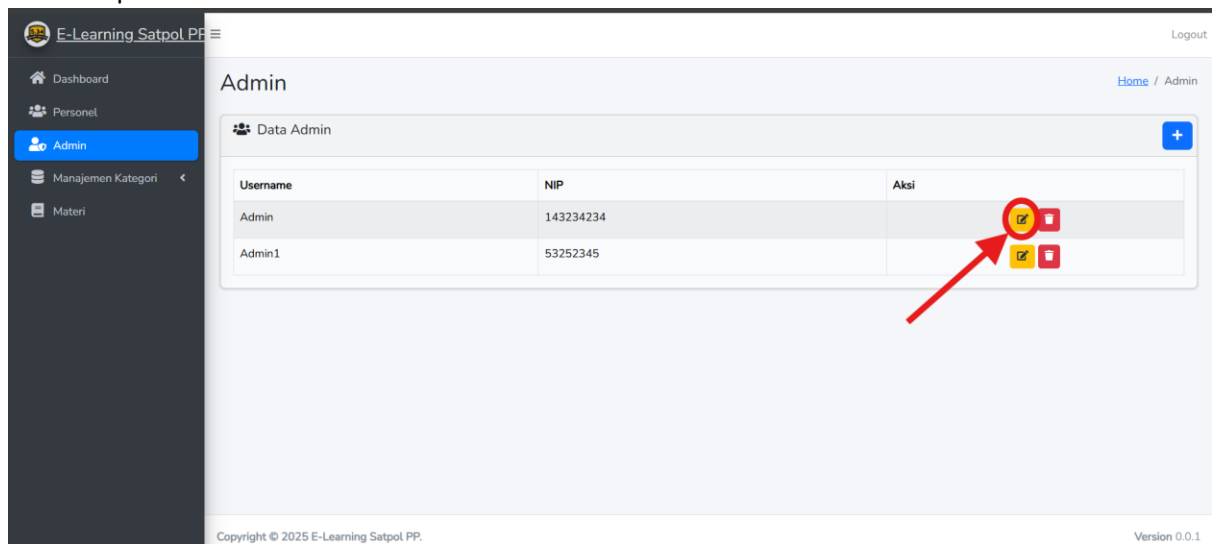 E-Learning Satpol PP
Logout
Dashboard
Personel
Admin
Manajemen Kategori
Materi
Admin
Home / Admin
Data Admin
+
Username NIP Aksi
Admin 143234234
Admin1 53252345
Copyright © 2025 E-Learning Satpol PP.
Version 0.0.1